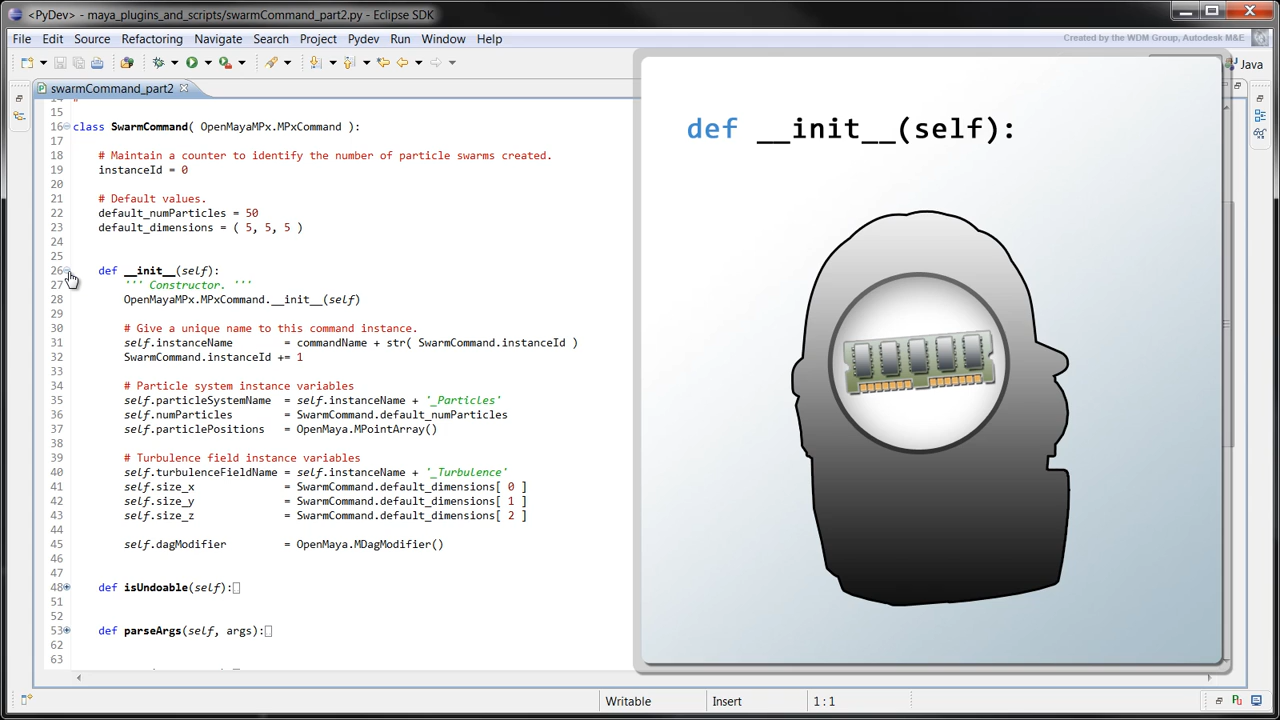 <PyDev> - maya_plugins_and_scripts/swarmCommand_part2.py - Eclipse SDK
File Edit Source Refactoring Navigate Search Project Pydev Run Window Help
Created by the WDM Group, Autodesk M&E
Java
swarmCommand_part2
15
16 class SwarmCommand( OpenMayaMPx.MPxCommand ):
17
18 # Maintain a counter to identify the number of particle swarms created.
19 instanceId = 0
20
21 # Default values.
22 default_numParticles = 50
23 default_dimensions = ( 5, 5, 5 )
24
25
26 def __init__(self):
27 ''' Constructor. '''
28 OpenMayaMPx.MPxCommand.__init__(self)
29
30 # Give a unique name to this command instance.
31 self.instanceName = commandName + str( SwarmCommand.instanceId )
32 SwarmCommand.instanceId += 1
33
34 # Particle system instance variables
35 self.particleSystemName = self.instanceName + '_Particles'
36 self.numParticles = SwarmCommand.default_numParticles
37 self.particlePositions = OpenMaya.MPointArray()
38
39 # Turbulence field instance variables
40 self.turbulenceFieldName = self.instanceName + '_Turbulence'
41 self.size_x = SwarmCommand.default_dimensions[ 0 ]
42 self.size_y = SwarmCommand.default_dimensions[ 1 ]
43 self.size_z = SwarmCommand.default_dimensions[ 2 ]
44
45 self.dagModifier = OpenMaya.MDagModifier()
46
47
48 def isUndoable(self):
51
52
53 def parseArgs(self, args):
62
63
def __init__(self):
Writable Insert 1 : 1